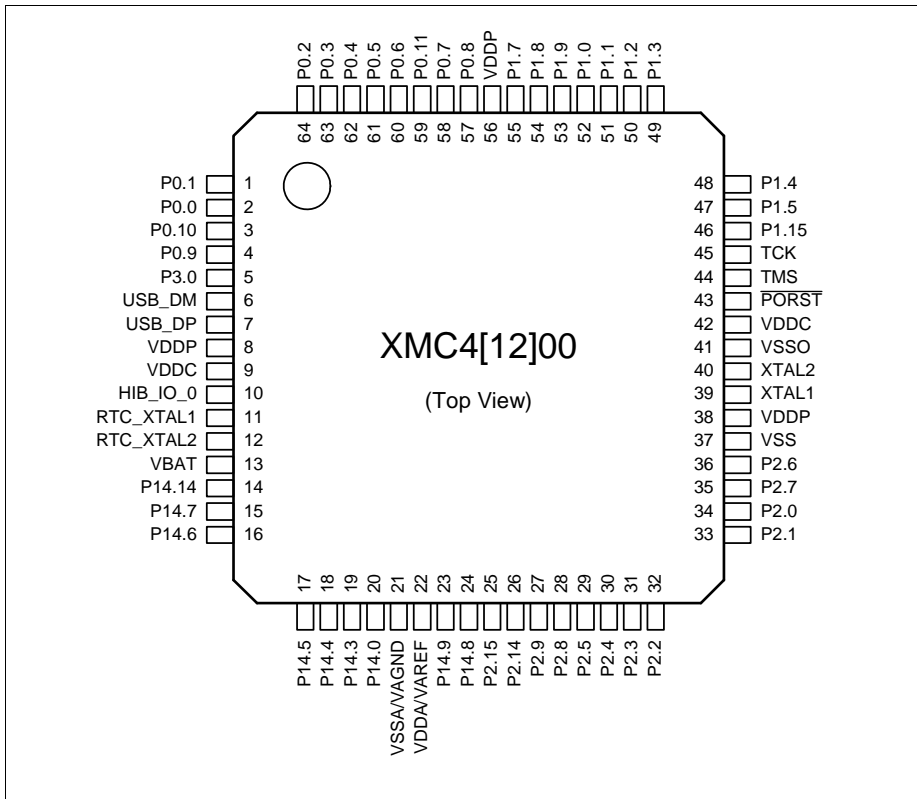 P0.2 P0.3 P0.4 P0.5 P0.6 P0.11 P0.7 P0.8 VDDP P1.7 P1.8 P1.9 P1.0 P1.1 P1.2 P1.3
64 63 62 61 60 59 58 57 56 55 54 53 52 51 50 49
P0.1 1 48 P1.4
P0.0 2 47 P1.5
P0.10 3 46 P1.15
P0.9 4 45 TCK
P3.0 5 44 TMS
USB_DM 6 43 PORST
USB_DP 7 42 VDDC
VDDP 8 41 VSSO
VDDC 9 40 XTAL2
HIB_IO_0 10 39 XTAL1
RTC_XTAL1 11 38 VDDP
RTC_XTAL2 12 37 VSS
VBAT 13 36 P2.6
P14.14 14 35 P2.7
P14.7 15 34 P2.0
P14.6 16 33 P2.1
XMC4[12]00
(Top View)
17 18 19 20 21 22 23 24 25 26 27 28 29 30 31 32
P14.5 P14.4 P14.3 P14.0 VSSA/VAGND VDDA/VAREF P14.9 P14.8 P2.15 P2.14 P2.9 P2.8 P2.5 P2.4 P2.3 P2.2